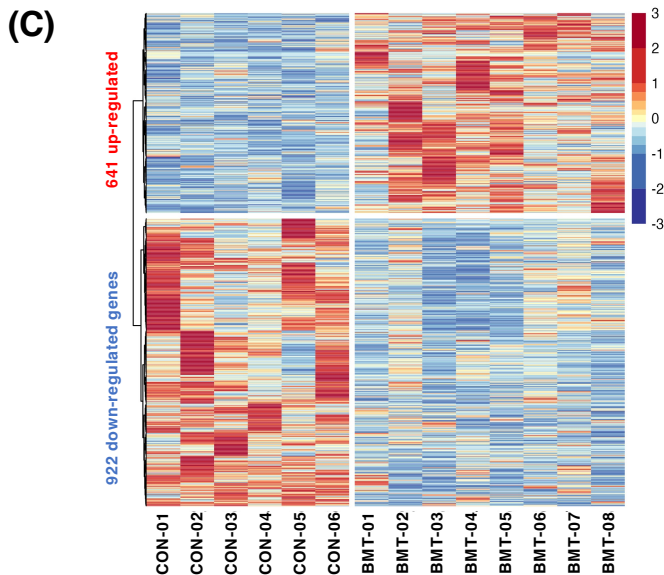 (C)
641 up-regulated
922 down-regulated genes
3
2
1
0
-1
-2
-3
CON-01
CON-02
CON-03
CON-04
CON-05
CON-06
BMT-01
BMT-02
BMT-03
BMT-04
BMT-05
BMT-06
BMT-07
BMT-08